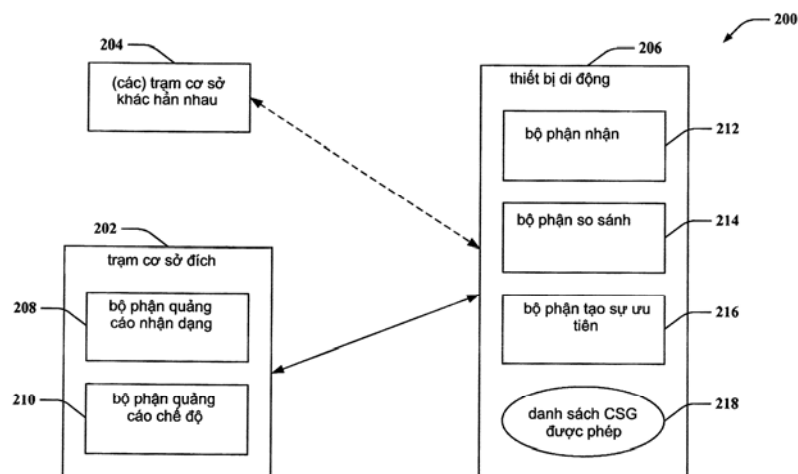 200
204
(các) trạm cơ sở
khác hẳn nhau
206
thiết bị di động
bộ phận nhận
212
bộ phận so sánh
214
bộ phận tạo sự ưu
tiên
216
danh sách CSG
được phép
218
202
trạm cơ sở đích
208
bộ phận quảng
cáo nhận dạng
210
bộ phận quảng
cáo chế độ